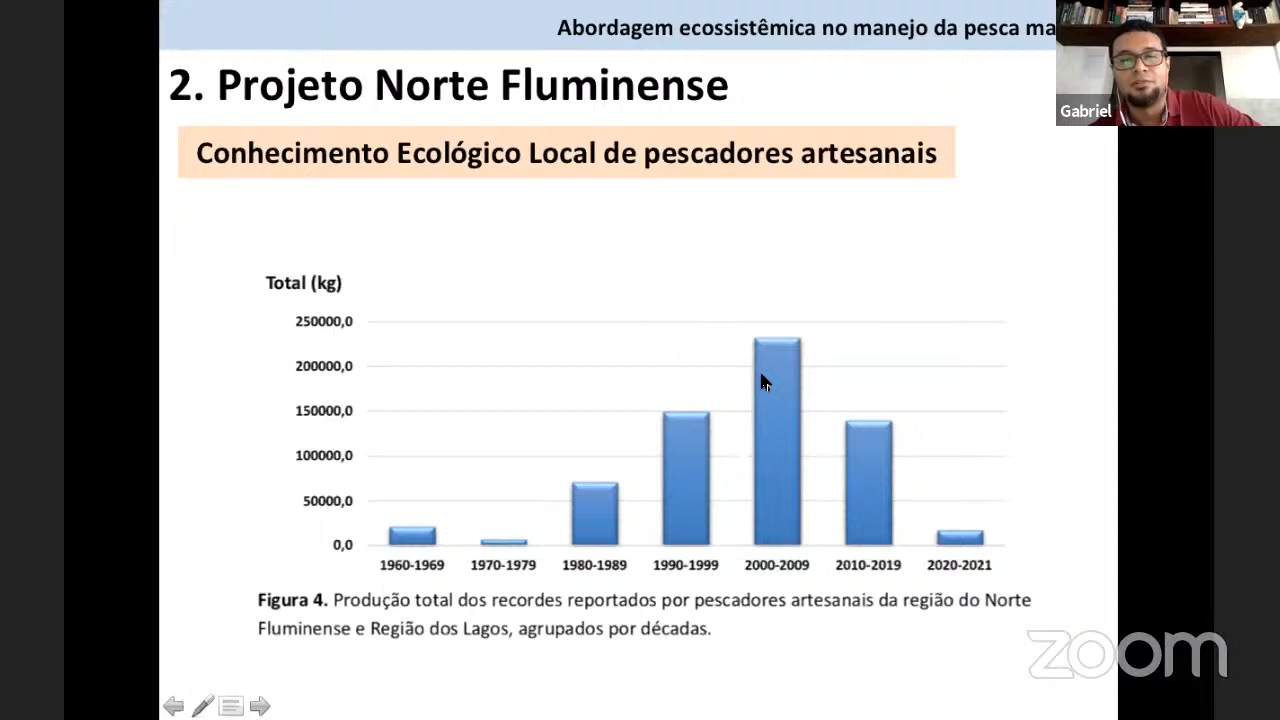 Abordagem ecossistêmica no manejo da pesca ma
Gabriel
2. Projeto Norte Fluminense
Conhecimento Ecológico Local de pescadores artesanais
Total (kg)
250000,0
200000,0
150000,0
100000,0
50000,0
0,0
1960-1969 1970-1979 1980-1989 1990-1999 2000-2009 2010-2019 2020-2021
Figura 4. Produção total dos recordes reportados por pescadores artesanais da região do Norte
Fluminense e Região dos Lagos, agrupados por décadas.
zoom